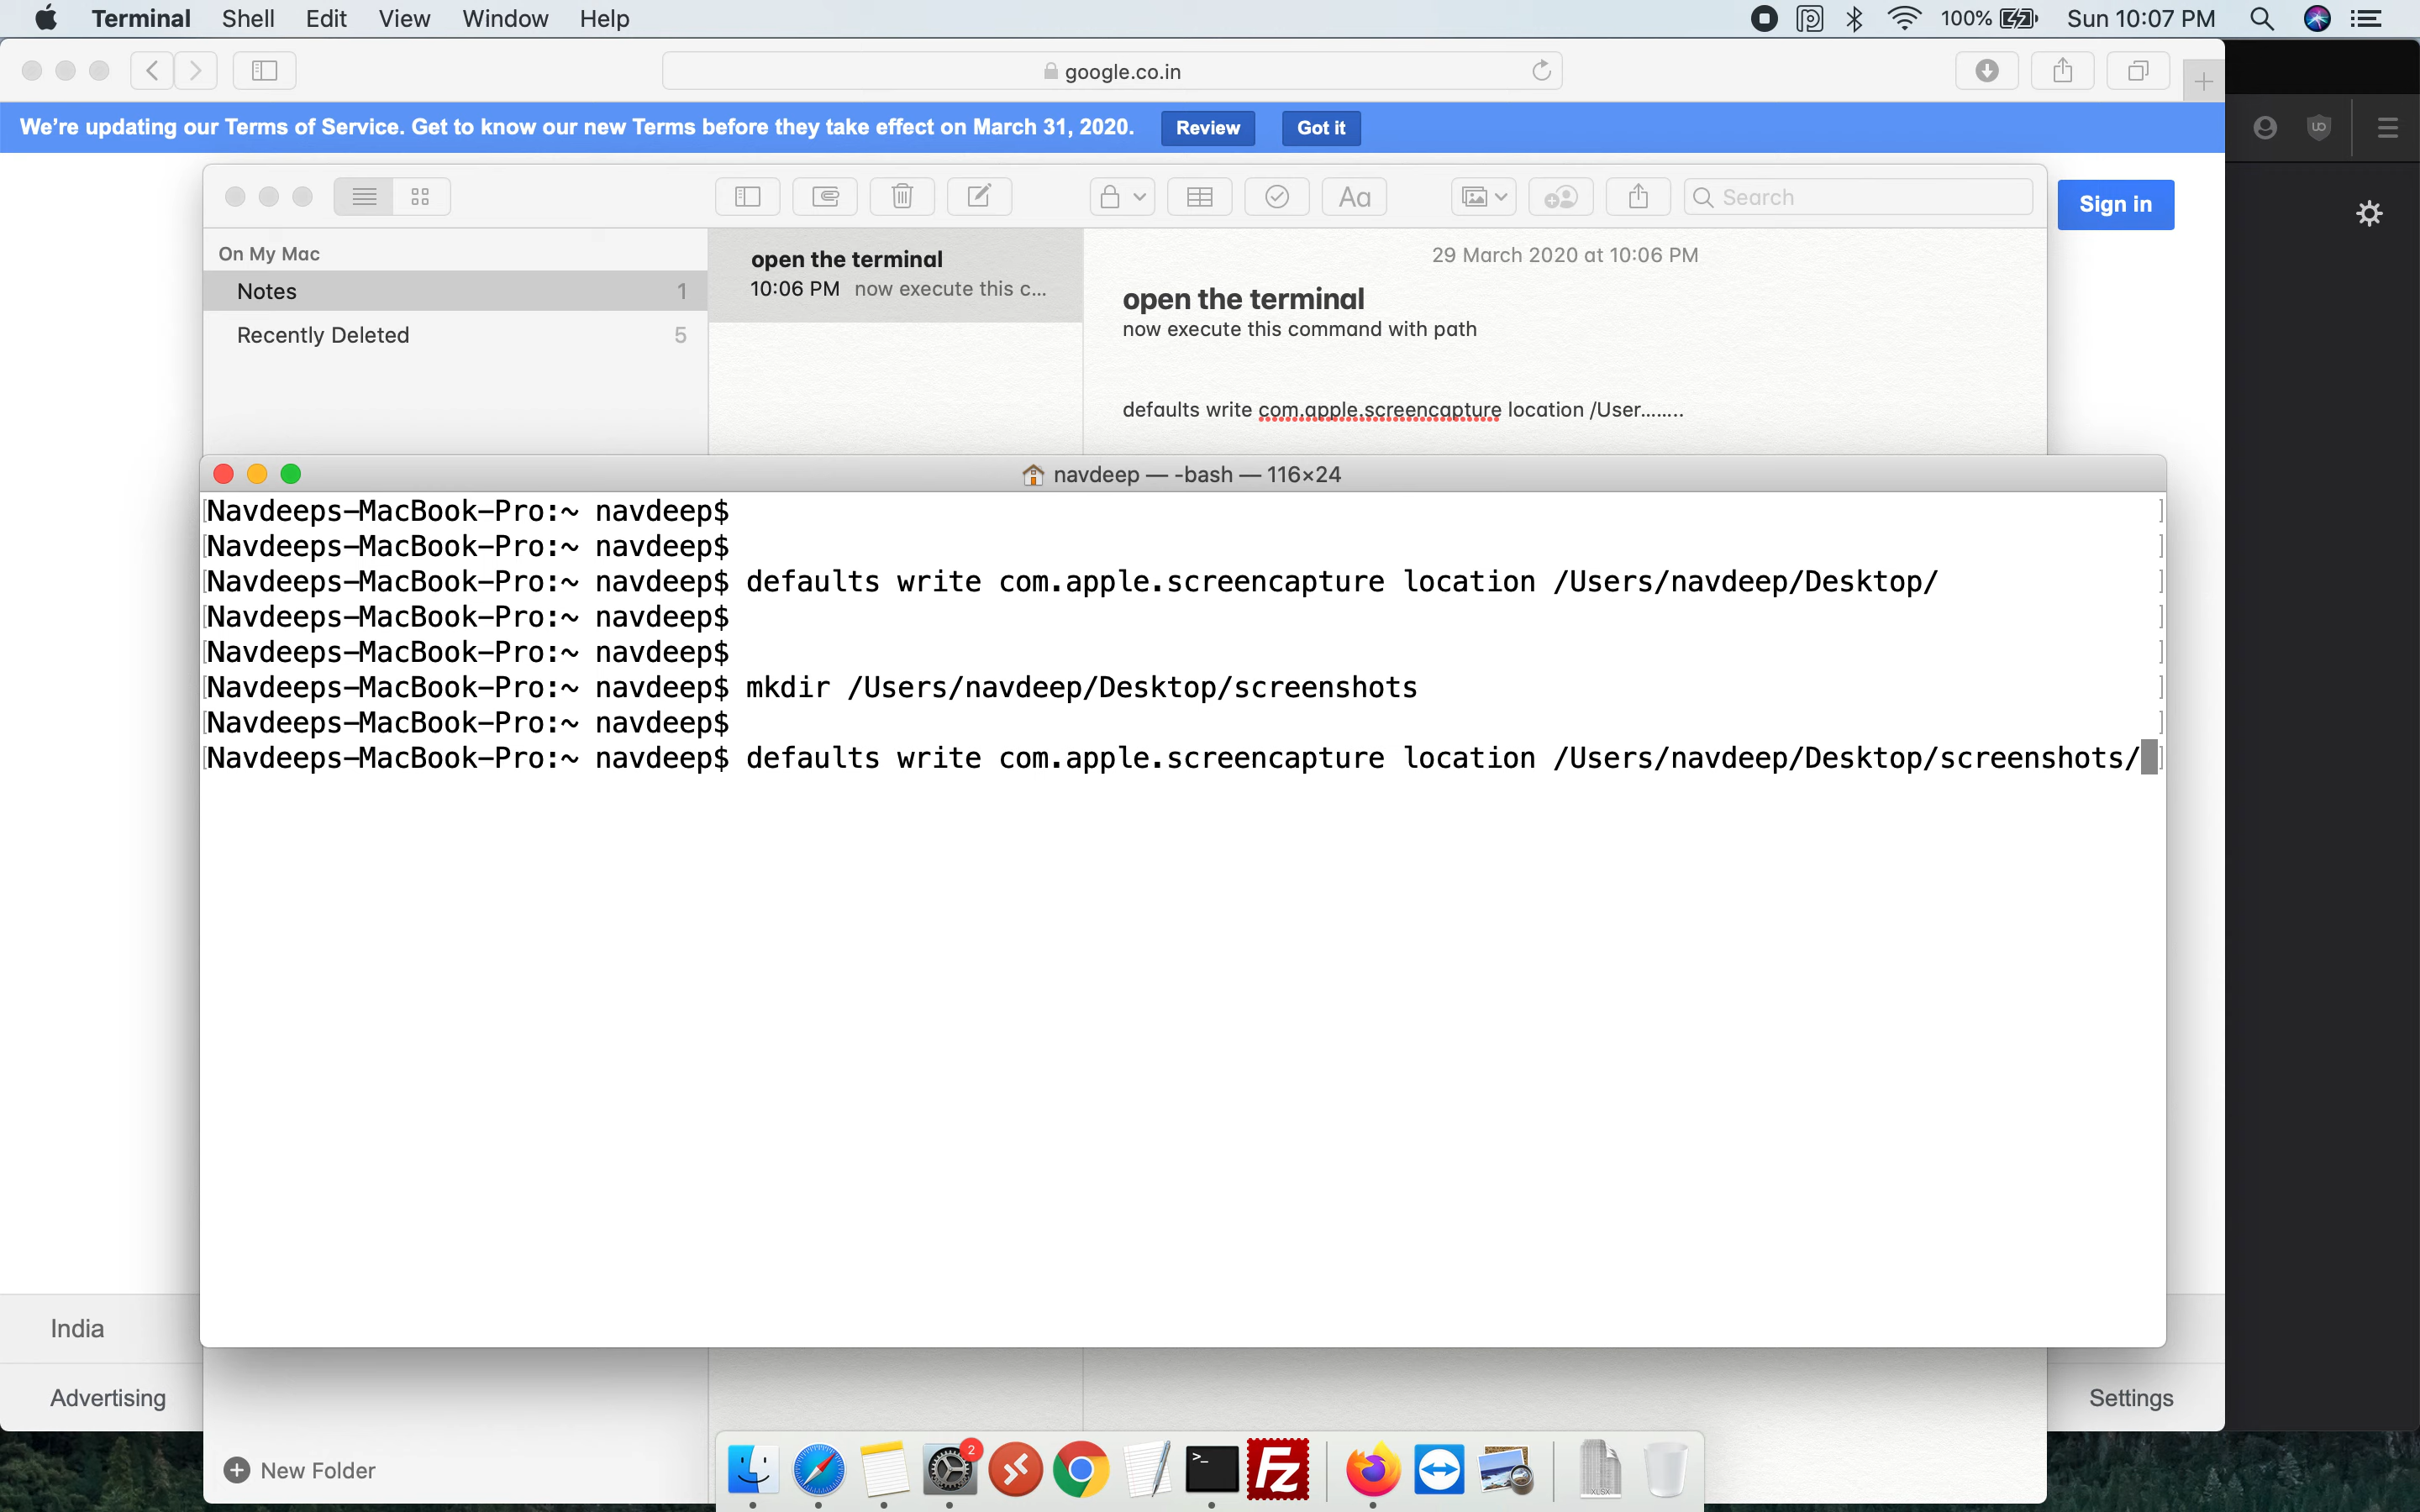 Terminal Shell Edit View Window Help 100% Sun 10:07 PM
google.co.in
We're updating our Terms of Service. Get to know our new Terms before they take effect on March 31, 2020. Review Got it
Search
Sign in
On My Mac
Notes 1
Recently Deleted 5
open the terminal
10:06 PM now execute this c...
29 March 2020 at 10:06 PM
open the terminal
now execute this command with path
defaults write com.apple.screencapture location /User........
navdeep — -bash — 116×24
Navdeeps-MacBook-Pro:~ navdeep$
Navdeeps-MacBook-Pro:~ navdeep$
Navdeeps-MacBook-Pro:~ navdeep$ defaults write com.apple.screencapture location /Users/navdeep/Desktop/
Navdeeps-MacBook-Pro:~ navdeep$
Navdeeps-MacBook-Pro:~ navdeep$
Navdeeps-MacBook-Pro:~ navdeep$ mkdir /Users/navdeep/Desktop/screenshots
Navdeeps-MacBook-Pro:~ navdeep$
Navdeeps-MacBook-Pro:~ navdeep$ defaults write com.apple.screencapture location /Users/navdeep/Desktop/screenshots/
India
Advertising
Settings
New Folder
2
>_
Fz
XLSX